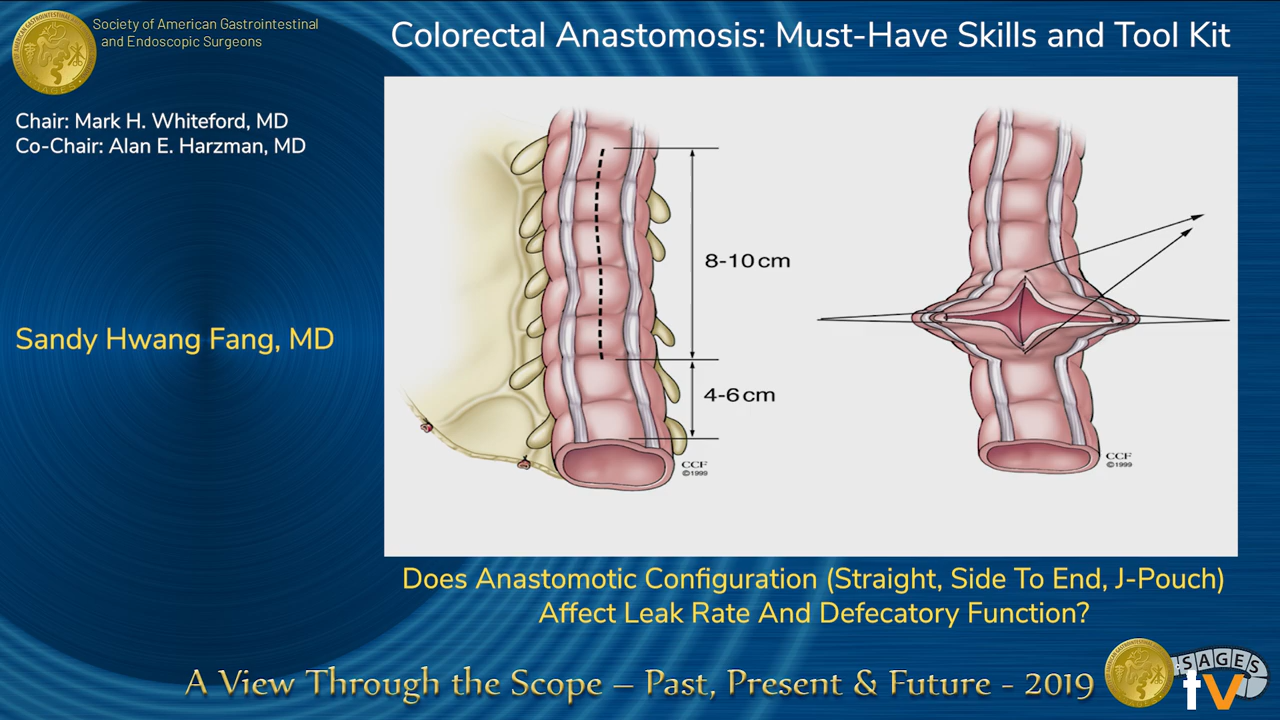 Society of American Gastrointestinal
and Endoscopic Surgeons
Colorectal Anastomosis: Must-Have Skills and Tool Kit
Chair: Mark H. Whiteford, MD
Co-Chair: Alan E. Harzman, MD
Sandy Hwang Fang, MD
8-10 cm
4-6 cm
CCF
©1999
CCF
©1999
Does Anastomotic Configuration (Straight, Side To End, J-Pouch)
Affect Leak Rate And Defecatory Function?
A View Through the Scope – Past, Present & Future - 2019
SAGES
tv